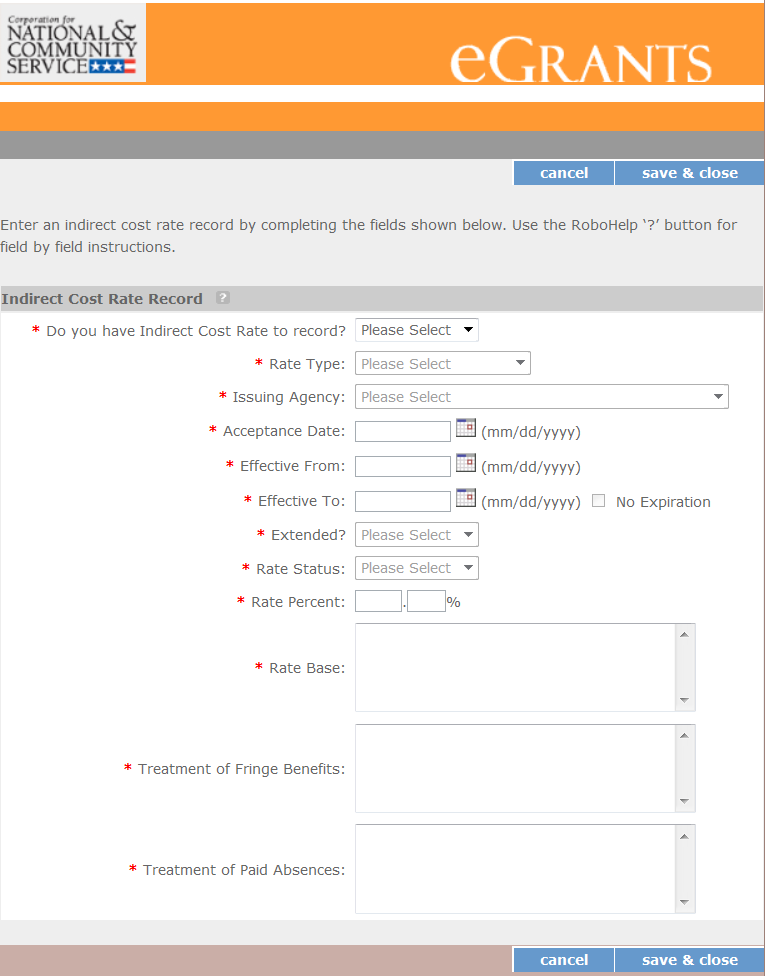 Corporation for
NATIONAL &
COMMUNITY
SERVICE
eGRANTS
cancel save & close
Enter an indirect cost rate record by completing the fields shown below. Use the RoboHelp ‘?’ button for
field by field instructions.
Indirect Cost Rate Record ?
* Do you have Indirect Cost Rate to record? Please Select
* Rate Type: Please Select
* Issuing Agency: Please Select
* Acceptance Date: (mm/dd/yyyy)
* Effective From: (mm/dd/yyyy)
* Effective To: (mm/dd/yyyy) No Expiration
* Extended? Please Select
* Rate Status: Please Select
* Rate Percent: . %
* Rate Base:
* Treatment of Fringe Benefits:
* Treatment of Paid Absences:
cancel save & close